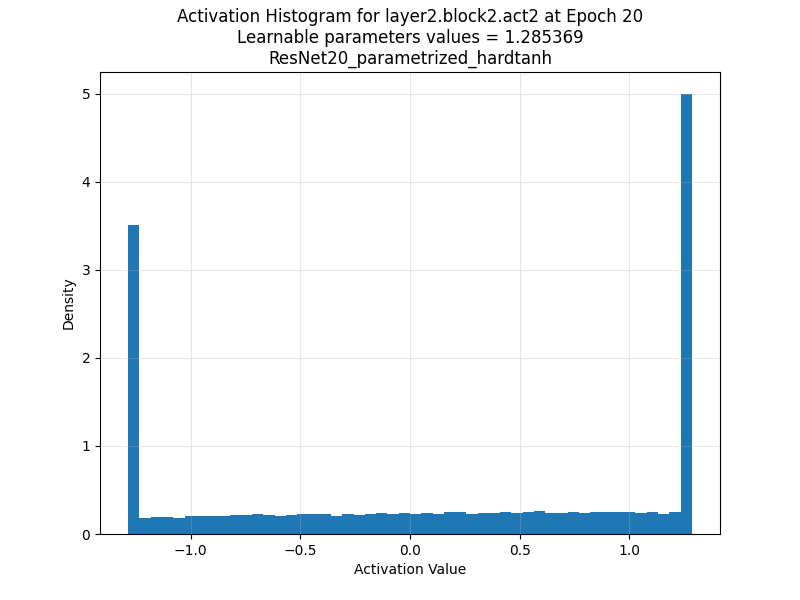 Activation Histogram for layer2.block2.act2 at Epoch 20
Learnable parameters values = 1.285369
ResNet20_parametrized_hardtanh
5
4
3
2
1
0
Density
−1.0
−0.5
0.0
0.5
1.0
Activation Value